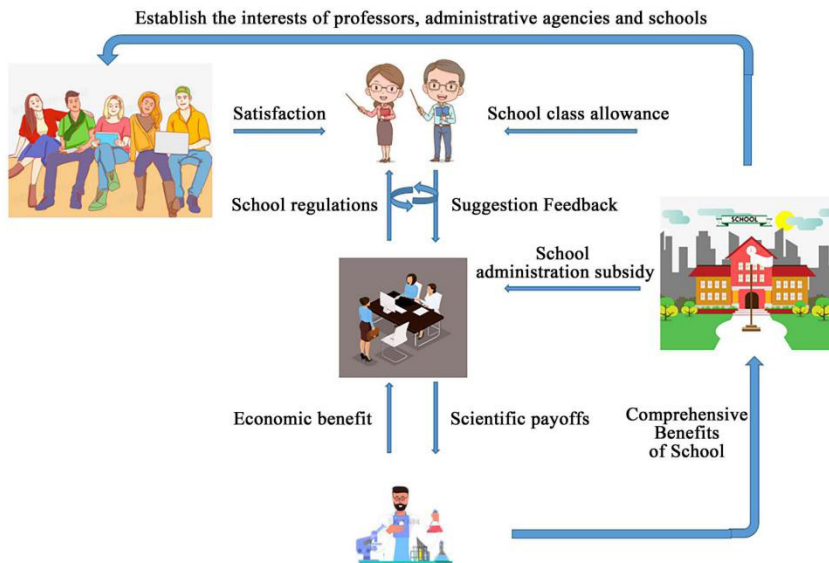 Establish the interests of professors, administrative agencies and schools
Satisfaction
School class allowance
School regulations
Suggestion Feedback
SCHOOL
School
administration subsidy
Economic benefit
Scientific payoffs
Comprehensive
Benefits
of School